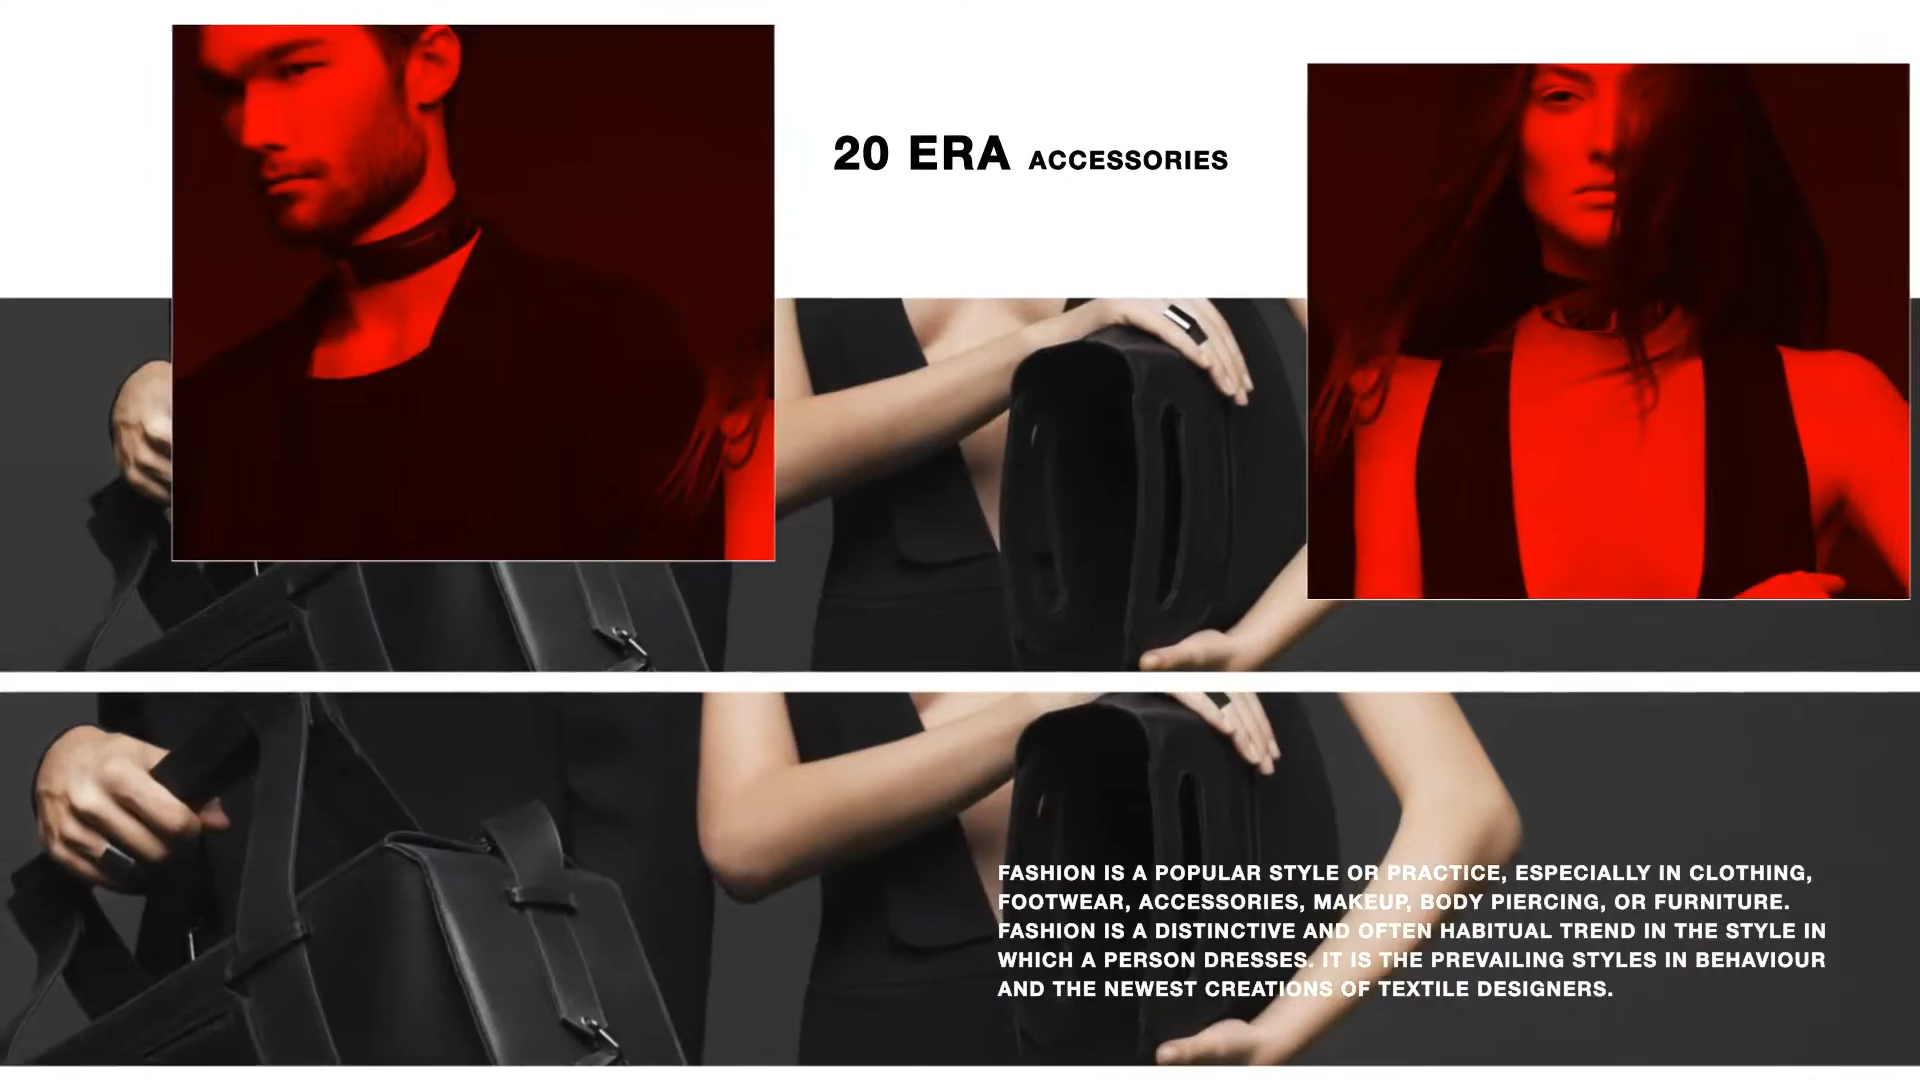 20 ERA ACCESSORIES
FASHION IS A POPULAR STYLE OR PRACTICE, ESPECIALLY IN CLOTHING,
FOOTWEAR, ACCESSORIES, MAKEUP, BODY PIERCING, OR FURNITURE.
FASHION IS A DISTINCTIVE AND OFTEN HABITUAL TREND IN THE STYLE IN
WHICH A PERSON DRESSES. IT IS THE PREVAILING STYLES IN BEHAVIOUR
AND THE NEWEST CREATIONS OF TEXTILE DESIGNERS.